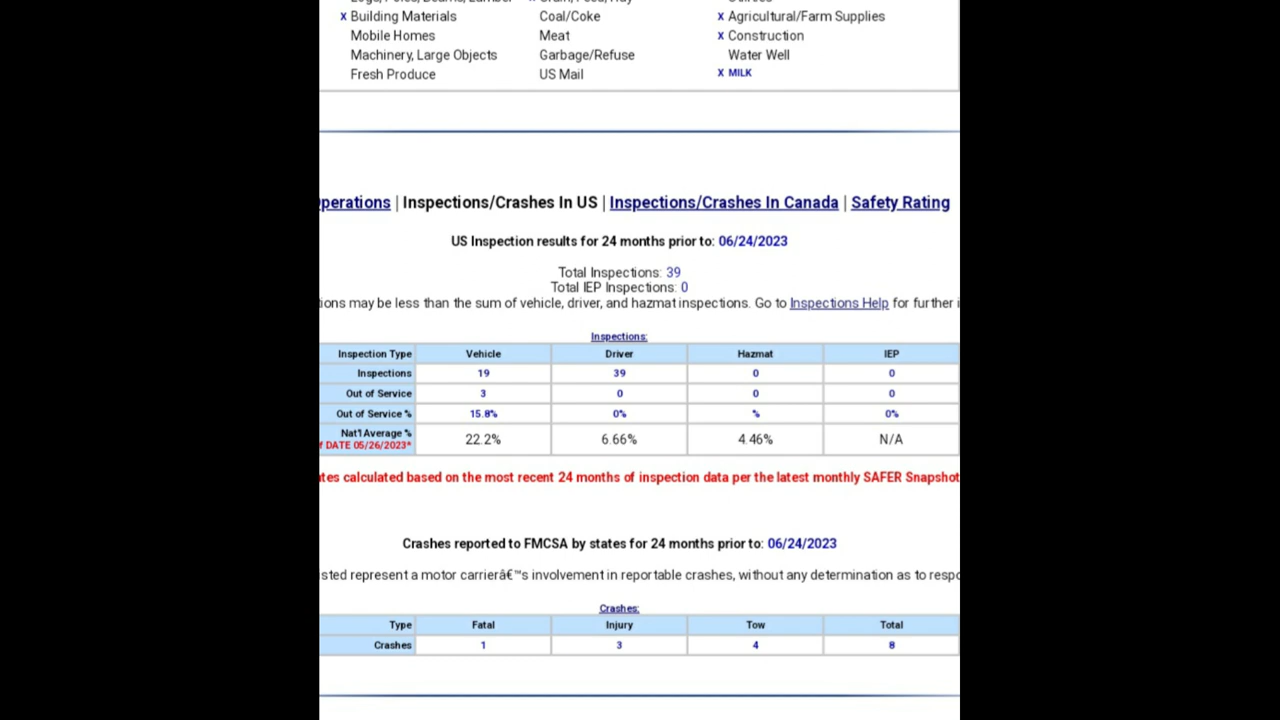 x Building Materials Coal/Coke x Agricultural/Farm Supplies
Mobile Homes Meat x Construction
Machinery, Large Objects Garbage/Refuse Water Well
Fresh Produce US Mail x MILK
perations | Inspections/Crashes In US | Inspections/Crashes In Canada | Safety Rating
US Inspection results for 24 months prior to: 06/24/2023
Total Inspections: 39
Total IEP Inspections: 0
ions may be less than the sum of vehicle, driver, and hazmat inspections. Go to Inspections Help for further i
Inspections:
Inspection Type Vehicle Driver Hazmat IEP
Inspections 19 39 0 0
Out of Service 3 0 0 0
Out of Service % 15.8% 0% % 0%
Nat'l Average % 22.2% 6.66% 4.46% N/A
DATE 05/26/2023*
tes calculated based on the most recent 24 months of inspection data per the latest monthly SAFER Snapshot
Crashes reported to FMCSA by states for 24 months prior to: 06/24/2023
sted represent a motor carrierâ€™s involvement in reportable crashes, without any determination as to respo
Crashes:
Type Fatal Injury Tow Total
Crashes 1 3 4 8